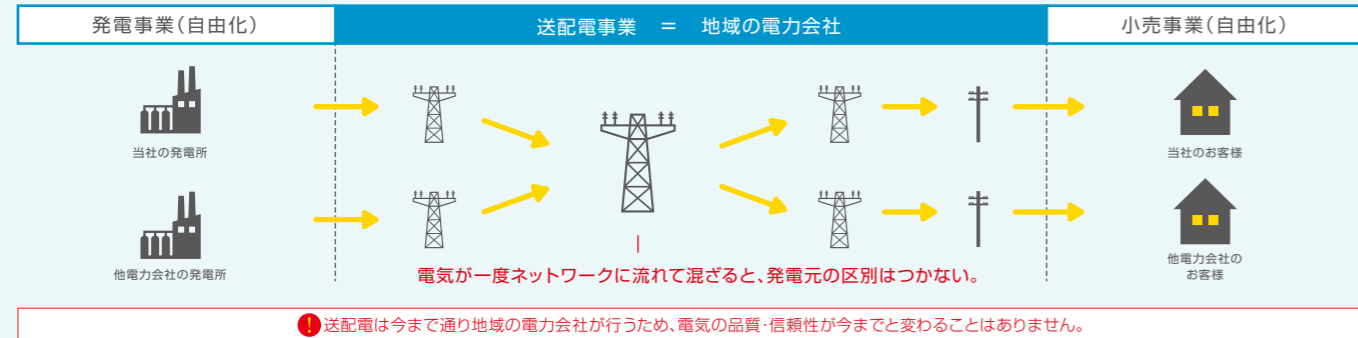 発電事業(自由化)
送配電事業 = 地域の電力会社
小売事業(自由化)
当社の発電所
当社のお客様
他電力会社の発電所
他電力会社の
お客様
電気が一度ネットワークに流れて混ざると、発電元の区別はつかない。
! 送配電は今まで通り地域の電力会社が行うため、電気の品質・信頼性が今までと変わることはありません。